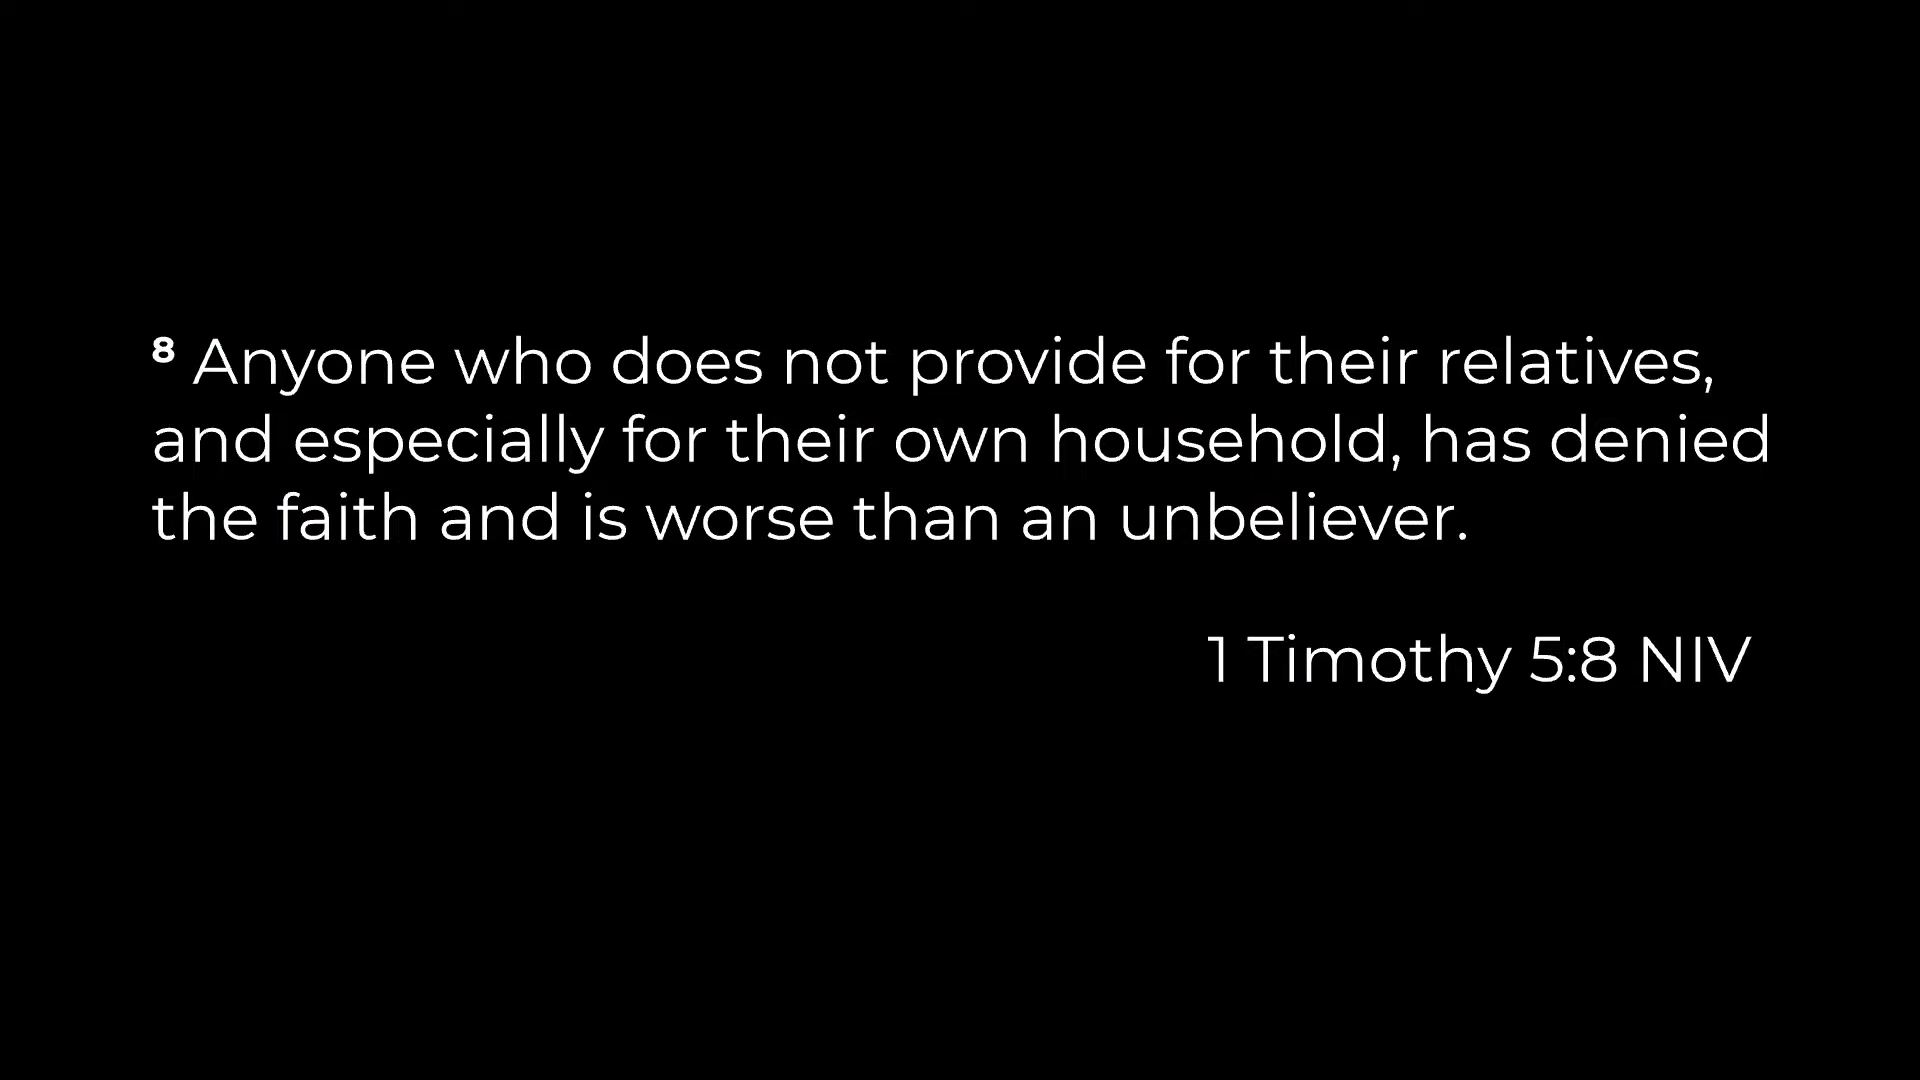 ⁸ Anyone who does not provide for their relatives,
and especially for their own household, has denied
the faith and is worse than an unbeliever.
1 Timothy 5:8 NIV